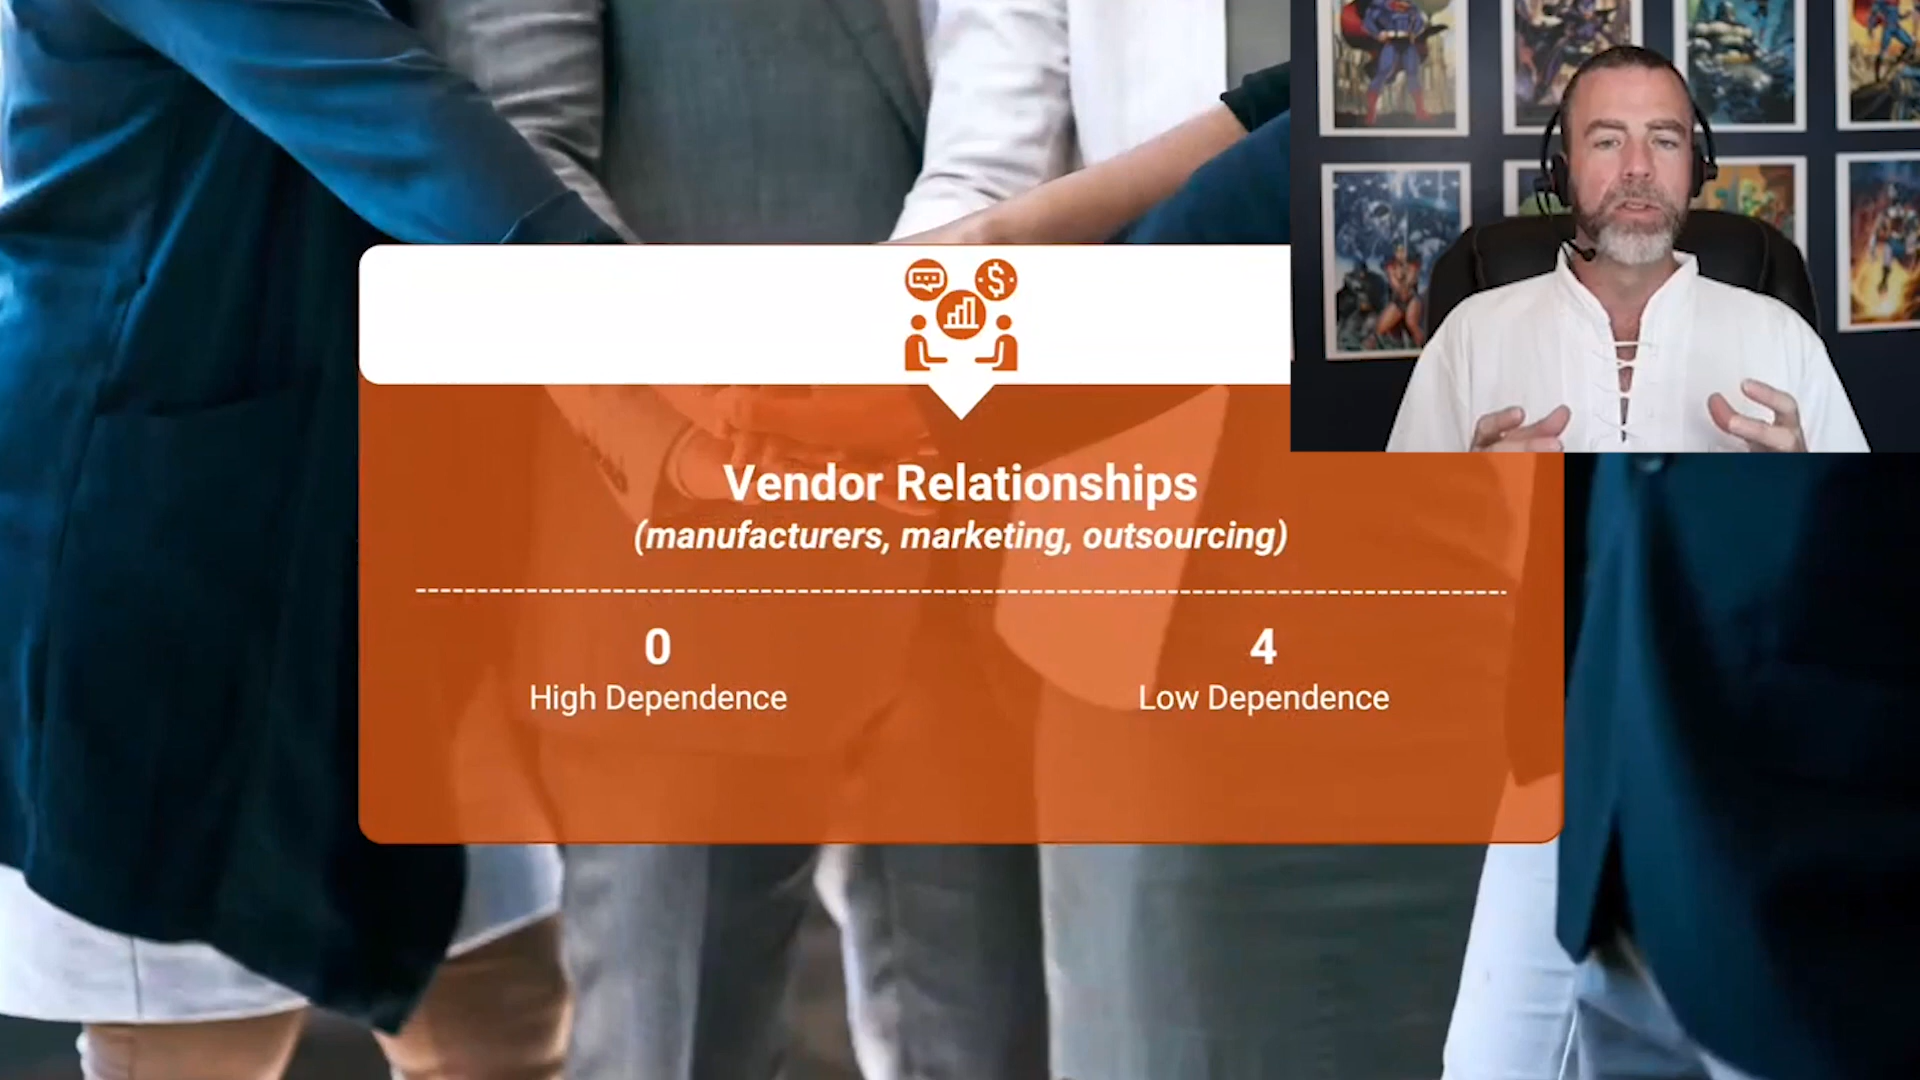 Vendor Relationships
(manufacturers, marketing, outsourcing)
0
High Dependence
4
Low Dependence